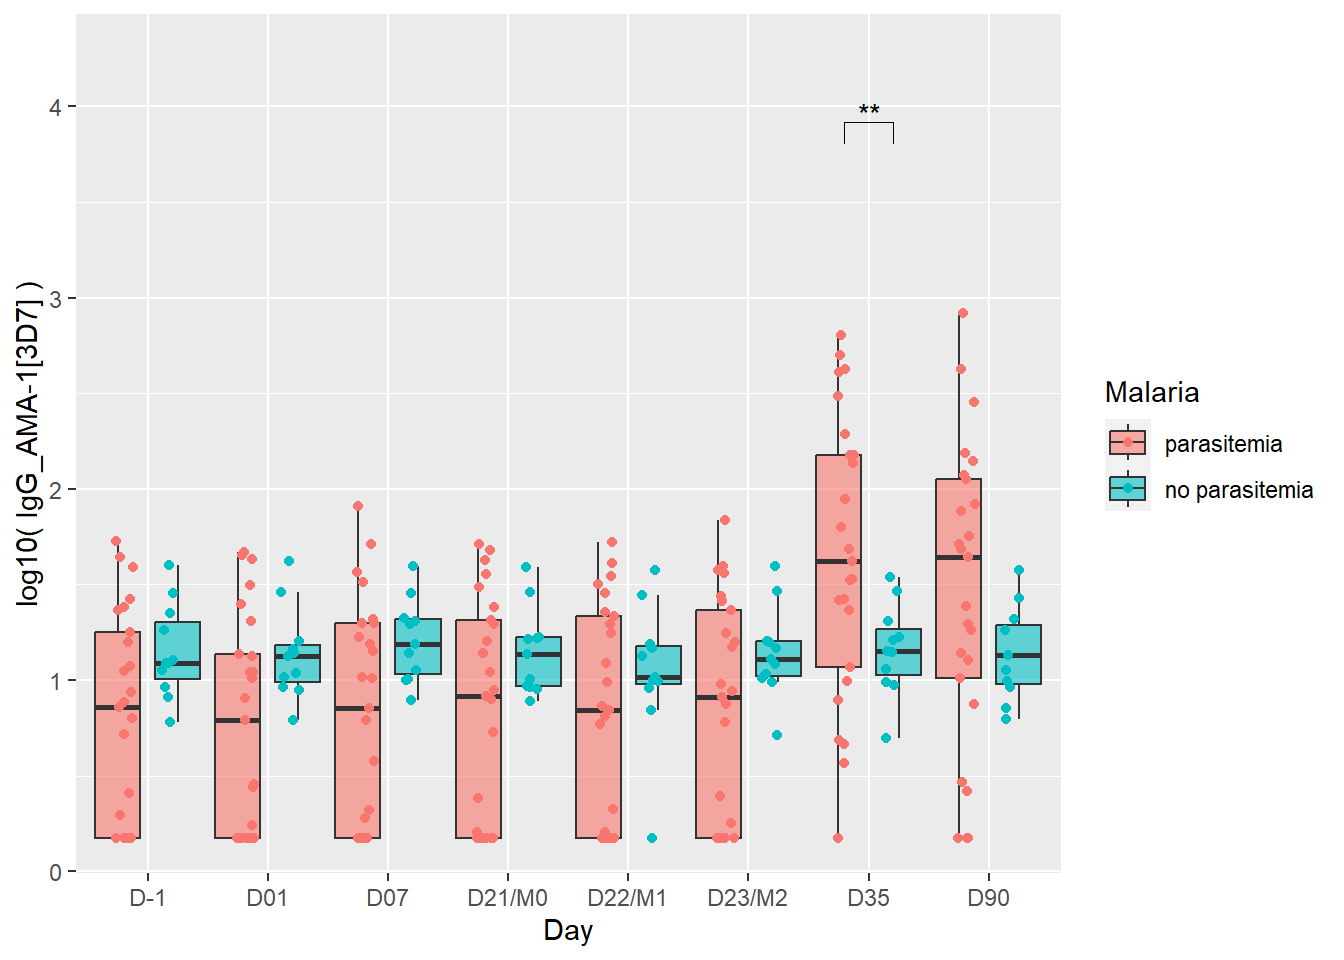 log10( IgG_AMA-1[3D7] )
4
3
2
1
0
**
D-1
D01
D07
D21/M0
D22/M1
D23/M2
D35
D90
Day
Malaria
parasitemia
no parasitemia